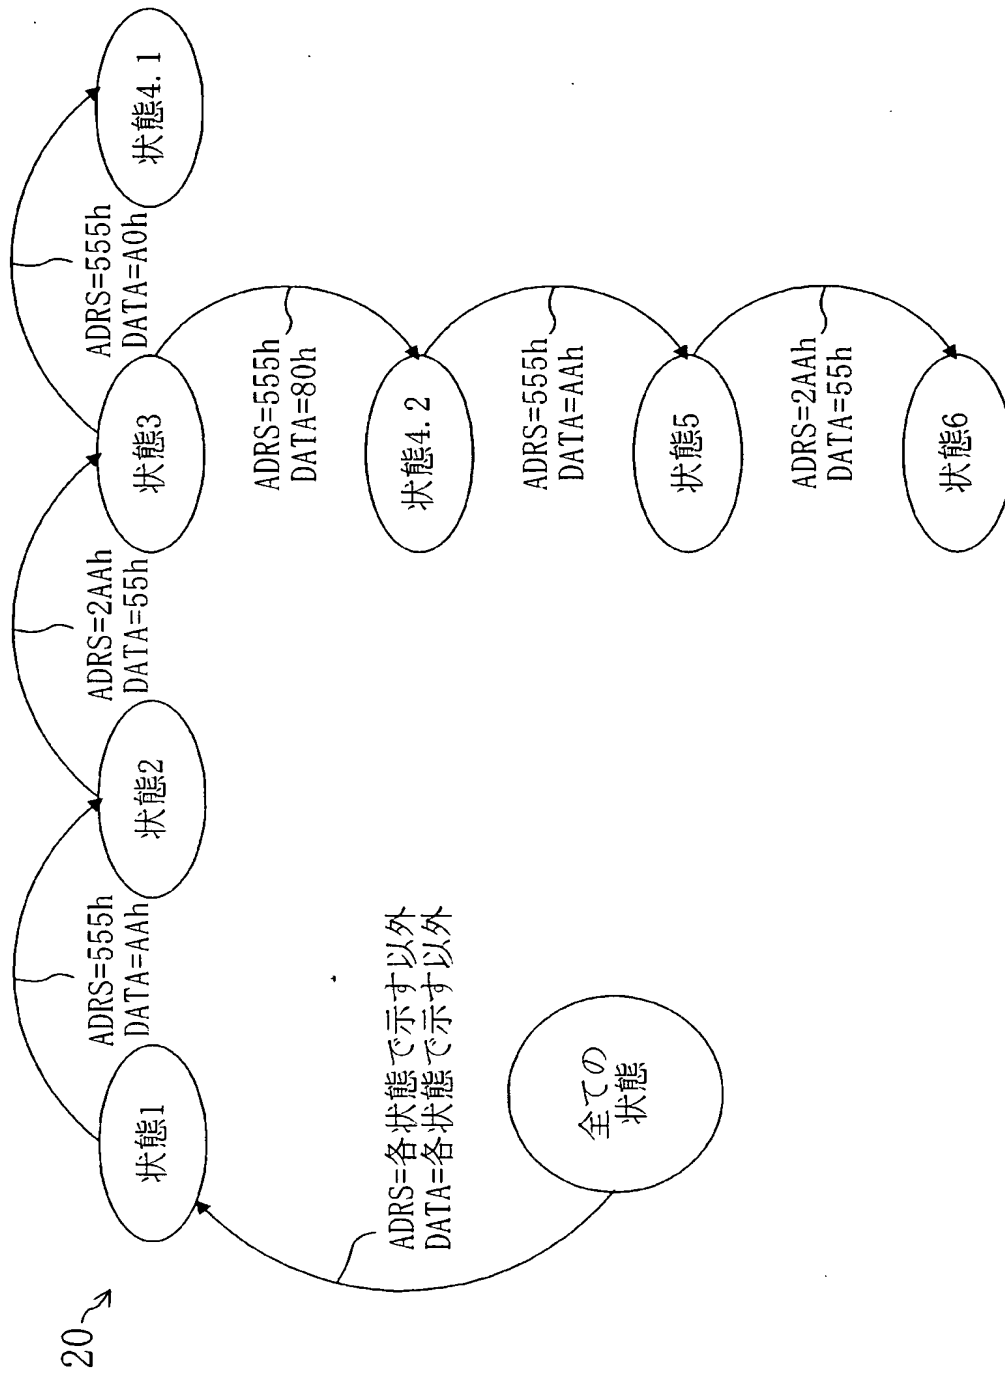 20
状態1
ADRS=555h
DATA=AAh
状態2
ADRS=2AAh
DATA=55h
状態3
ADRS=555h
DATA=A0h
状態4.1
ADRS=555h
DATA=80h
状態4.2
ADRS=555h
DATA=AAh
状態5
ADRS=2AAh
DATA=55h
状態6
ADRS=各状態で示す以外
DATA=各状態で示す以外
全ての
状態